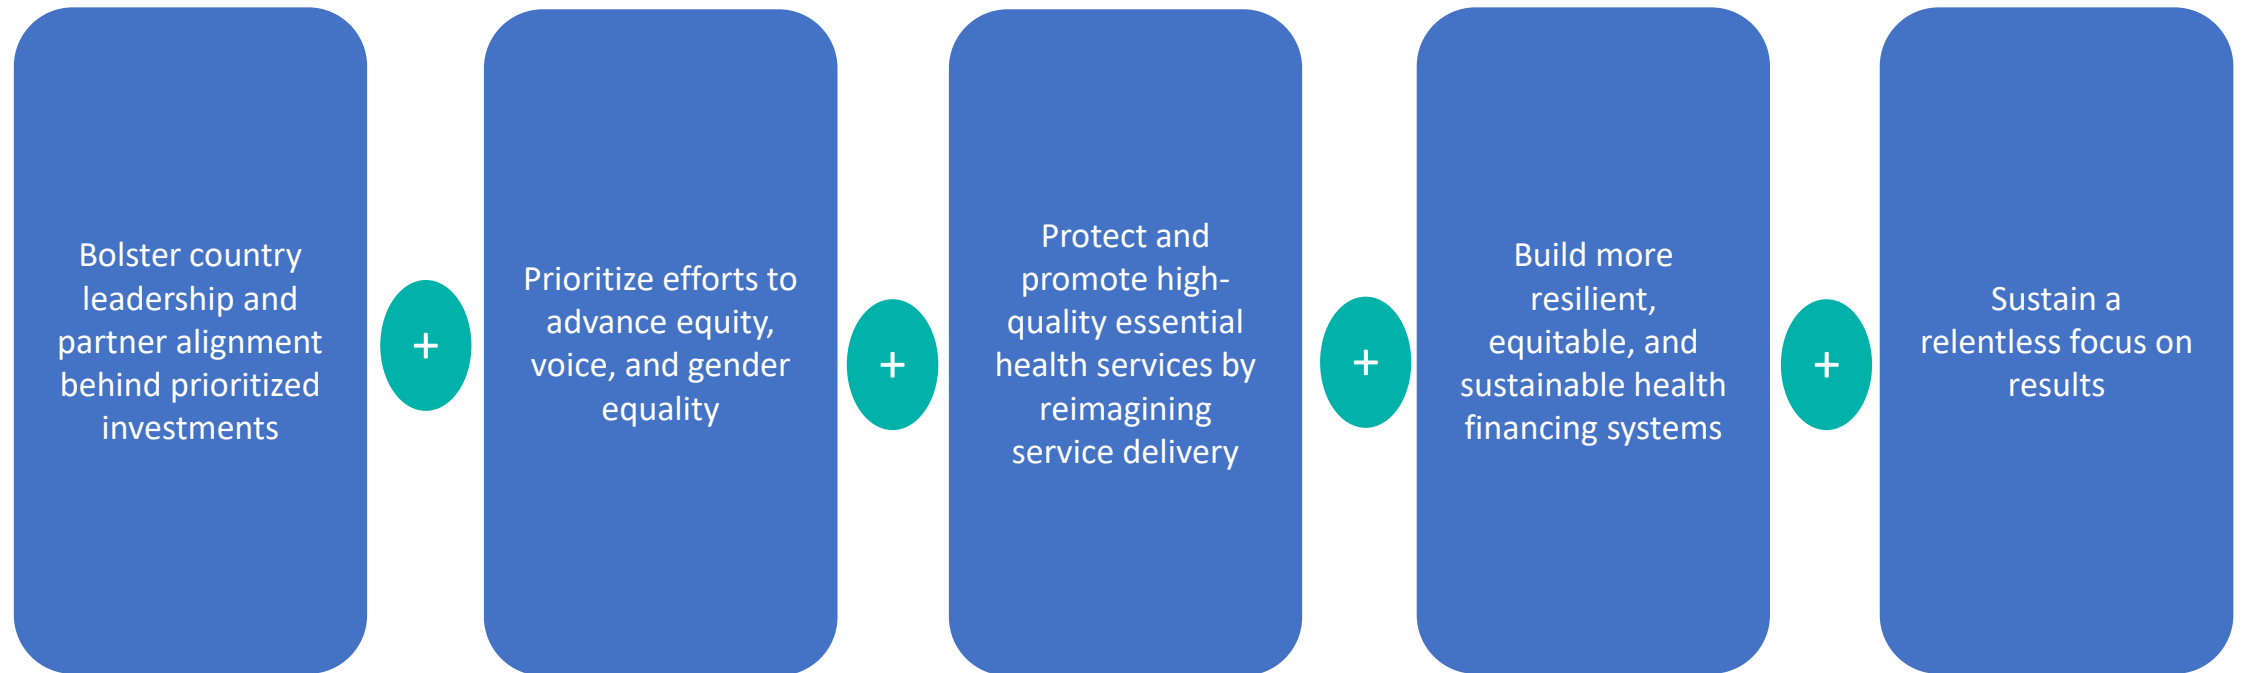 Bolster country
leadership and
partner alignment
behind prioritized
investments
+
Prioritize efforts to
advance equity,
voice, and gender
equality
+
Protect and
promote high-
quality essential
health services by
reimagining
service delivery
+
Build more
resilient,
equitable, and
sustainable health
financing systems
+
Sustain a
relentless focus on
results